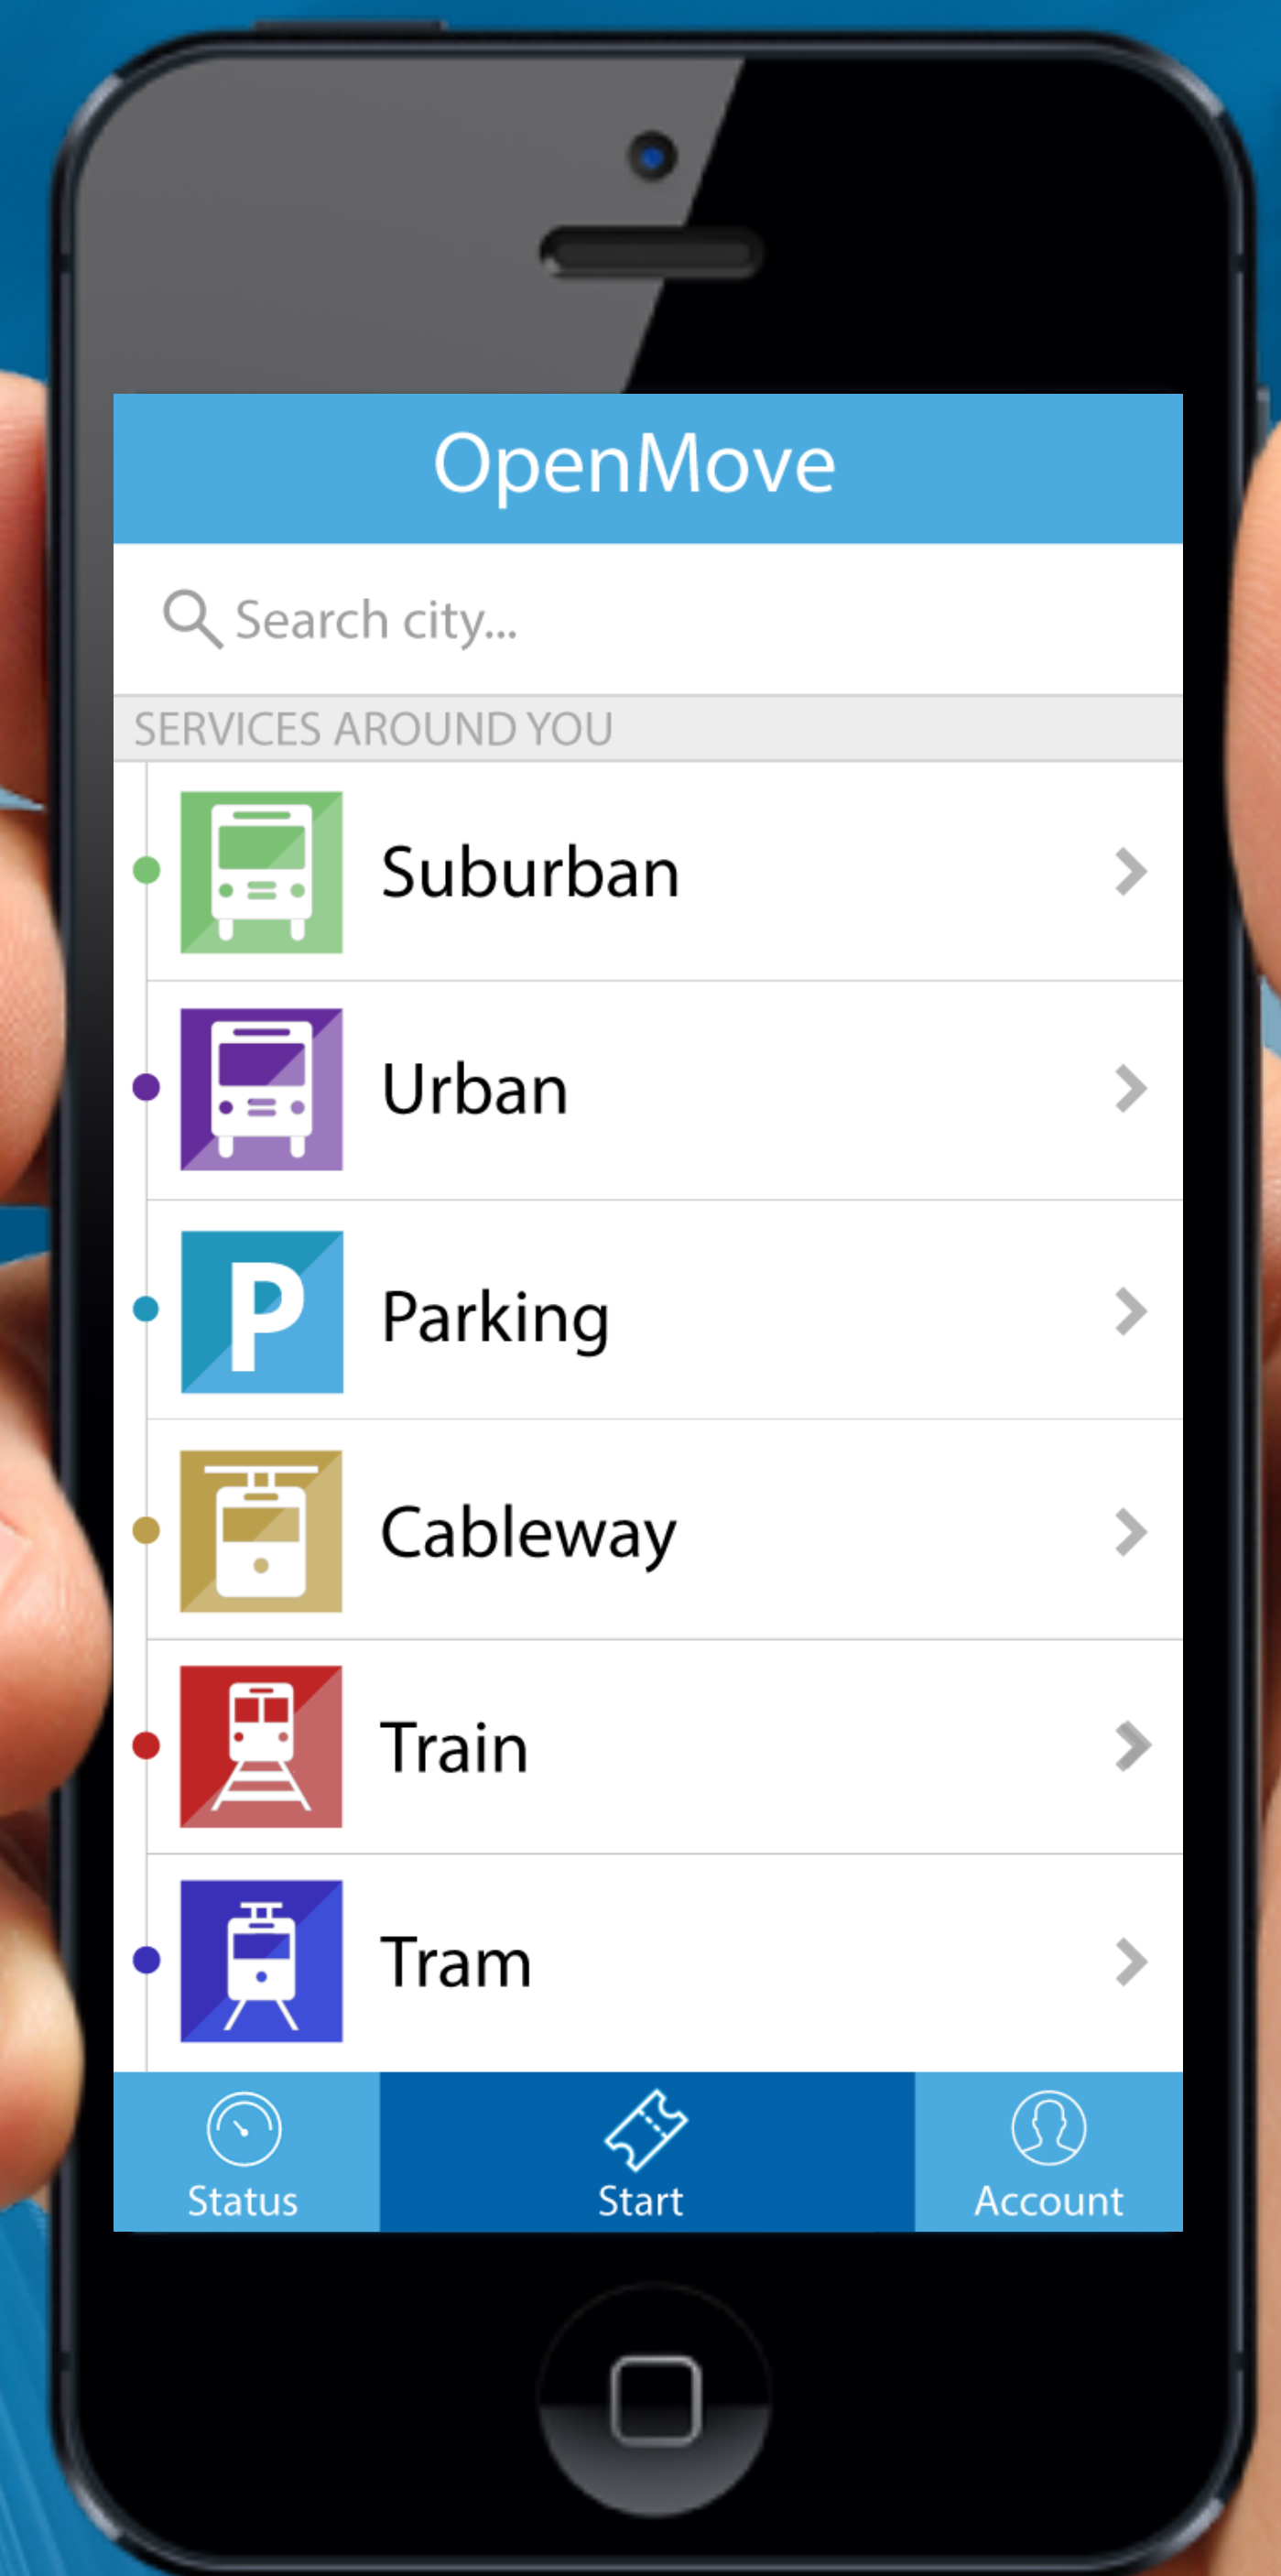 OpenMove
Search city...
SERVICES AROUND YOU
Suburban
Urban
P
Parking
Cableway
Train
Tram
Status
Start
Account